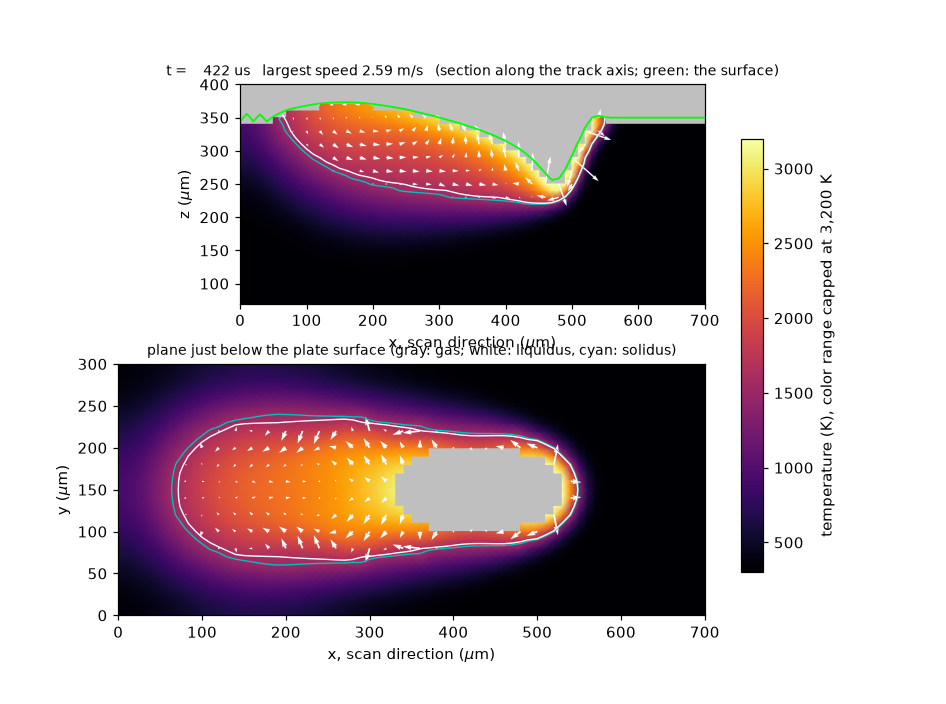 t =    422 us   largest speed 2.59 m/s   (section along the track axis; green: the surface)
400
350
300
250
200
150
100
z (μm)
0 100 200 300 400 500 600 700
x, scan direction (μm)
plane just below the plate surface (gray: gas; white: liquidus, cyan: solidus)
300
250
200
150
100
50
0
y (μm)
0 100 200 300 400 500 600 700
x, scan direction (μm)
3000
2500
2000
1500
1000
500
temperature (K), color range capped at 3,200 K